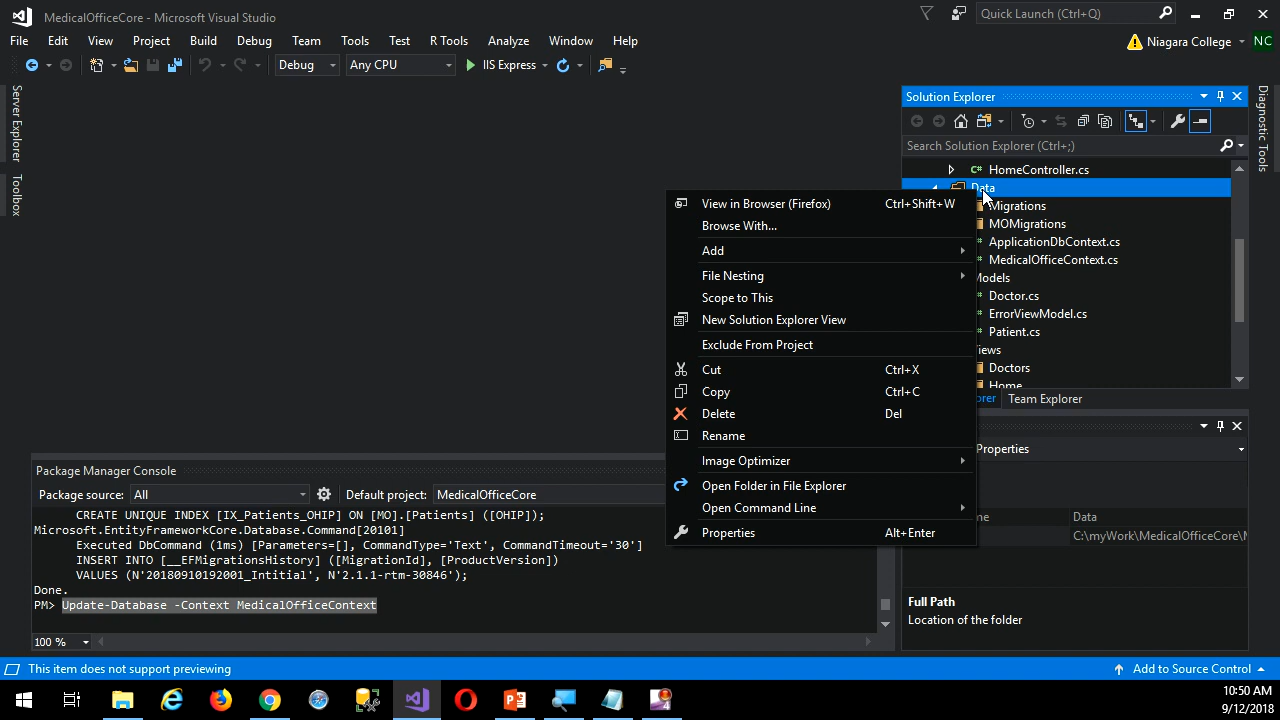 MedicalOfficeCore - Microsoft Visual Studio
Quick Launch (Ctrl+Q)
File Edit View Project Build Debug Team Tools Test R Tools Analyze Window Help
Niagara College NC
Debug Any CPU IIS Express
Server Explorer
Toolbox
Diagnostic Tools
Solution Explorer
Search Solution Explorer (Ctrl+;)
C# HomeController.cs
Data
Migrations
MOMigrations
ApplicationDbContext.cs
MedicalOfficeContext.cs
Models
Doctor.cs
ErrorViewModel.cs
Patient.cs
iews
Doctors
Home
orer Team Explorer
View in Browser (Firefox) Ctrl+Shift+W
Browse With...
Add
File Nesting
Scope to This
New Solution Explorer View
Exclude From Project
Cut Ctrl+X
Copy Ctrl+C
Delete Del
Rename
Image Optimizer
Open Folder in File Explorer
Open Command Line
Properties Alt+Enter
Properties
me Data
C:\myWork\MedicalOfficeCore\M
Full Path
Location of the folder
Package Manager Console
Package source: All Default project: MedicalOfficeCore
CREATE UNIQUE INDEX [IX_Patients_OHIP] ON [MO].[Patients] ([OHIP]);
Microsoft.EntityFrameworkCore.Database.Command[20101]
Executed DbCommand (1ms) [Parameters=[], CommandType='Text', CommandTimeout='30']
INSERT INTO [__EFMigrationsHistory] ([MigrationId], [ProductVersion])
VALUES (N'20180910192001_Intitial', N'2.1.1-rtm-30846');
Done.
PM> Update-Database -Context MedicalOfficeContext
100 %
This item does not support previewing
Add to Source Control
10:50 AM
9/12/2018